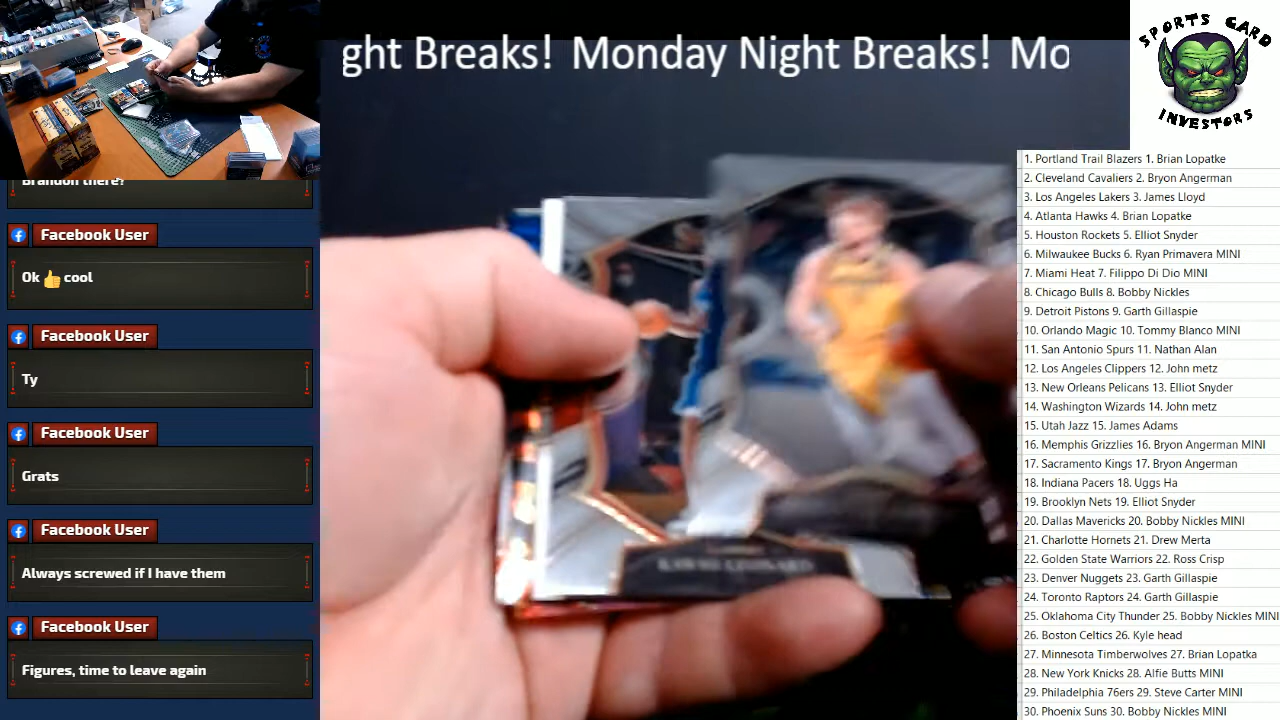 ght Breaks! Monday Night Breaks! Mo
SPORTS CARD
INVESTORS
Brandon there?
Facebook User
Ok 👍 cool
Facebook User
Ty
Facebook User
Grats
Facebook User
Always screwed if I have them
Facebook User
Figures, time to leave again
KAWHI LEONARD
1. Portland Trail Blazers 1. Brian Lopatke
2. Cleveland Cavaliers 2. Bryon Angerman
3. Los Angeles Lakers 3. James Lloyd
4. Atlanta Hawks 4. Brian Lopatke
5. Houston Rockets 5. Elliot Snyder
6. Milwaukee Bucks 6. Ryan Primavera MINI
7. Miami Heat 7. Filippo Di Dio MINI
8. Chicago Bulls 8. Bobby Nickles
9. Detroit Pistons 9. Garth Gillaspie
10. Orlando Magic 10. Tommy Blanco MINI
11. San Antonio Spurs 11. Nathan Alan
12. Los Angeles Clippers 12. John metz
13. New Orleans Pelicans 13. Elliot Snyder
14. Washington Wizards 14. John metz
15. Utah Jazz 15. James Adams
16. Memphis Grizzlies 16. Bryon Angerman MINI
17. Sacramento Kings 17. Bryon Angerman
18. Indiana Pacers 18. Uggs Ha
19. Brooklyn Nets 19. Elliot Snyder
20. Dallas Mavericks 20. Bobby Nickles MINI
21. Charlotte Hornets 21. Drew Merta
22. Golden State Warriors 22. Ross Crisp
23. Denver Nuggets 23. Garth Gillaspie
24. Toronto Raptors 24. Garth Gillaspie
25. Oklahoma City Thunder 25. Bobby Nickles MINI
26. Boston Celtics 26. Kyle head
27. Minnesota Timberwolves 27. Brian Lopatka
28. New York Knicks 28. Alfie Butts MINI
29. Philadelphia 76ers 29. Steve Carter MINI
30. Phoenix Suns 30. Bobby Nickles MINI